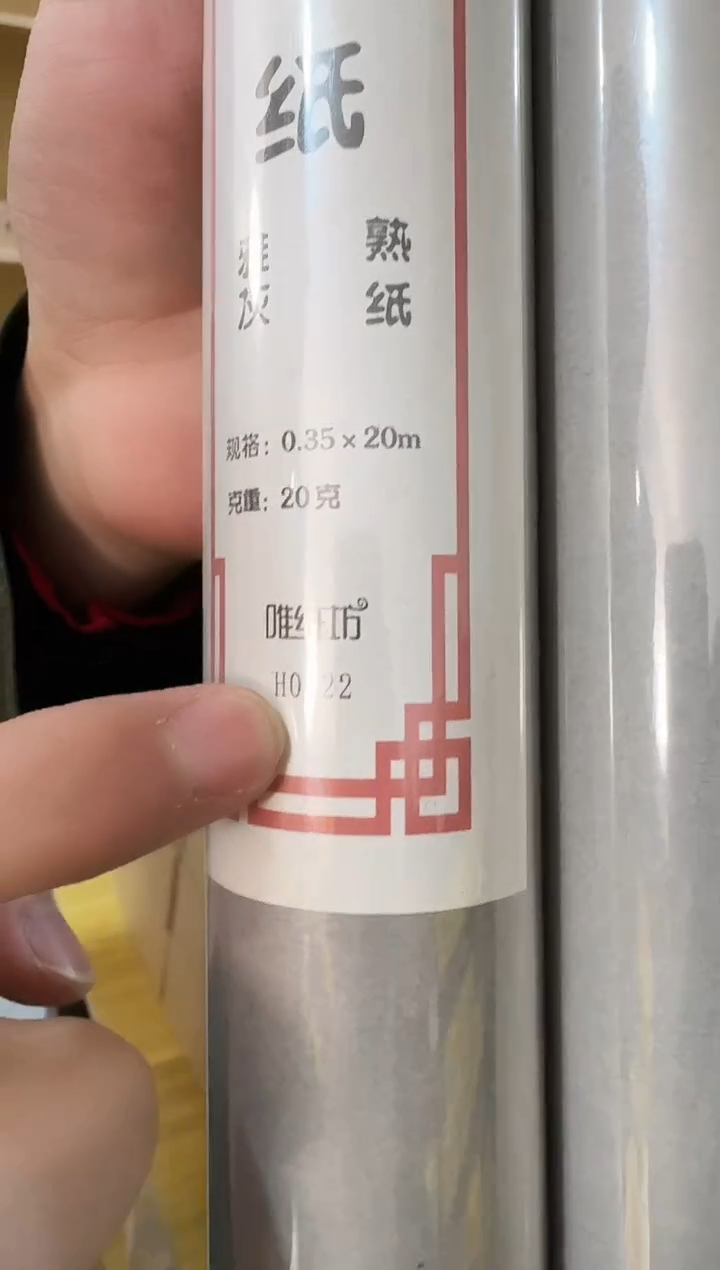 纸
熟纸
雅灰
规格：0.35×20m
克重：20克
唯纸坊